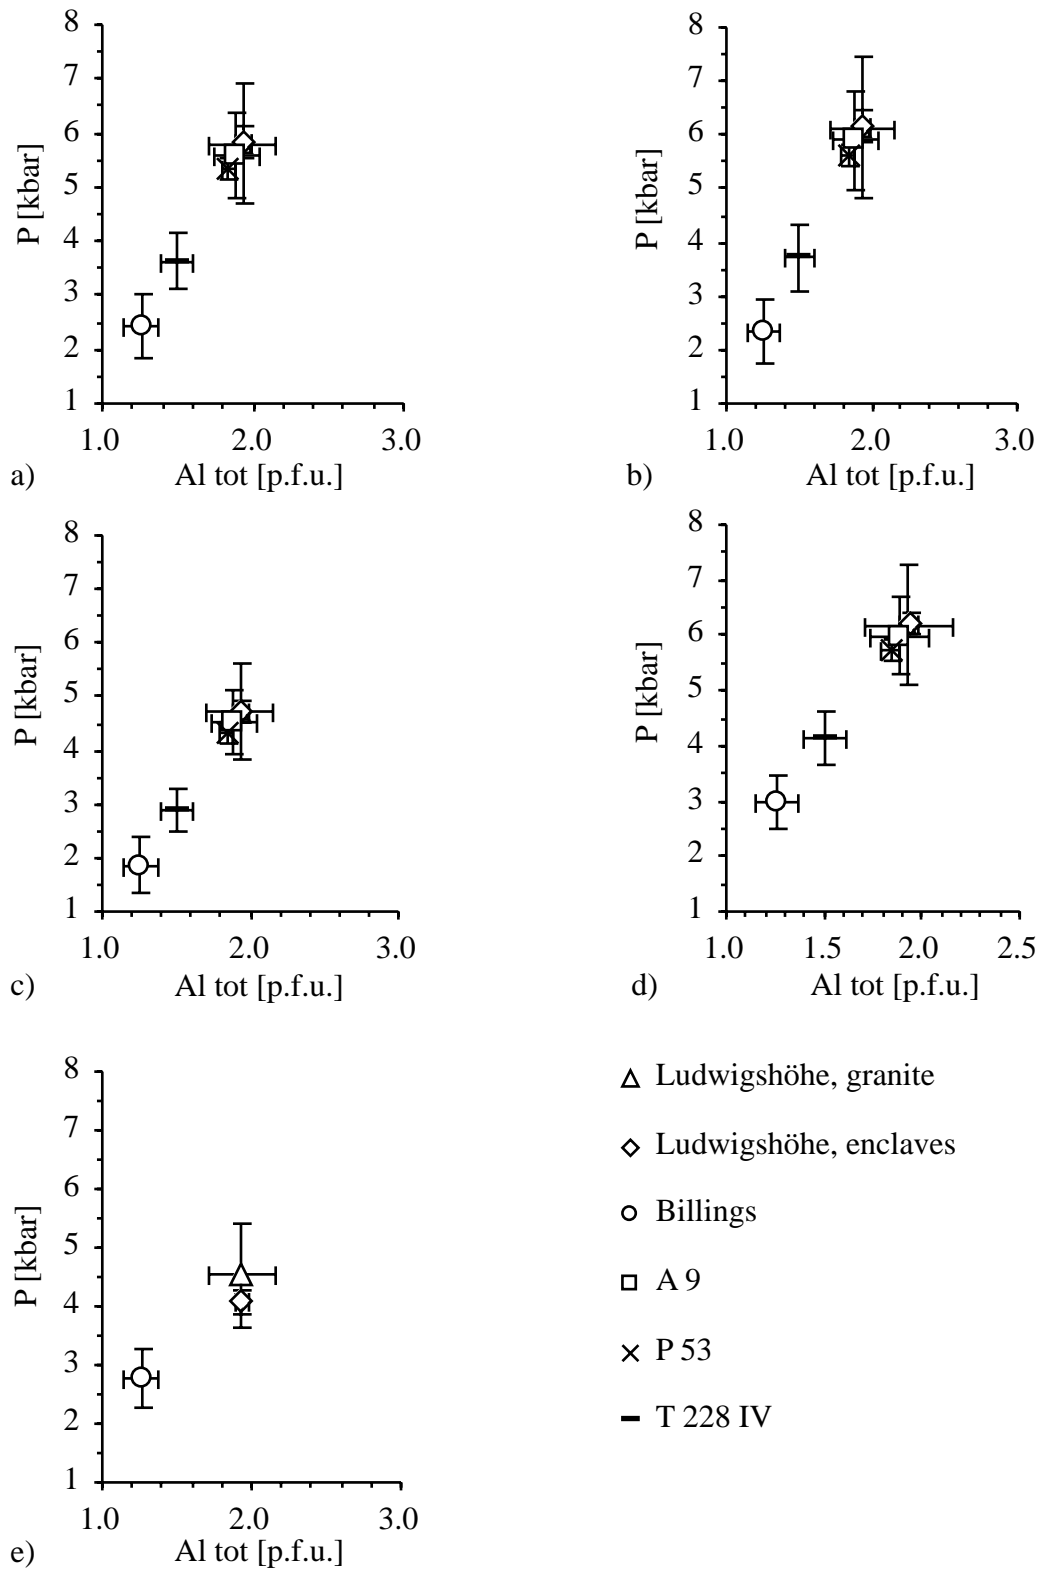 8
7
6
5
4
3
2
1
P [kbar]
1.0 2.0 3.0
a) Al tot [p.f.u.]
8
7
6
5
4
3
2
1
P [kbar]
1.0 2.0 3.0
b) Al tot [p.f.u.]
8
7
6
5
4
3
2
1
P [kbar]
1.0 2.0 3.0
c) Al tot [p.f.u.]
8
7
6
5
4
3
2
1
P [kbar]
1.0 1.5 2.0 2.5
d) Al tot [p.f.u.]
8
7
6
5
4
3
2
1
P [kbar]
1.0 2.0 3.0
e) Al tot [p.f.u.]
Ludwigshöhe, granite
Ludwigshöhe, enclaves
Billings
A 9
P 53
T 228 IV